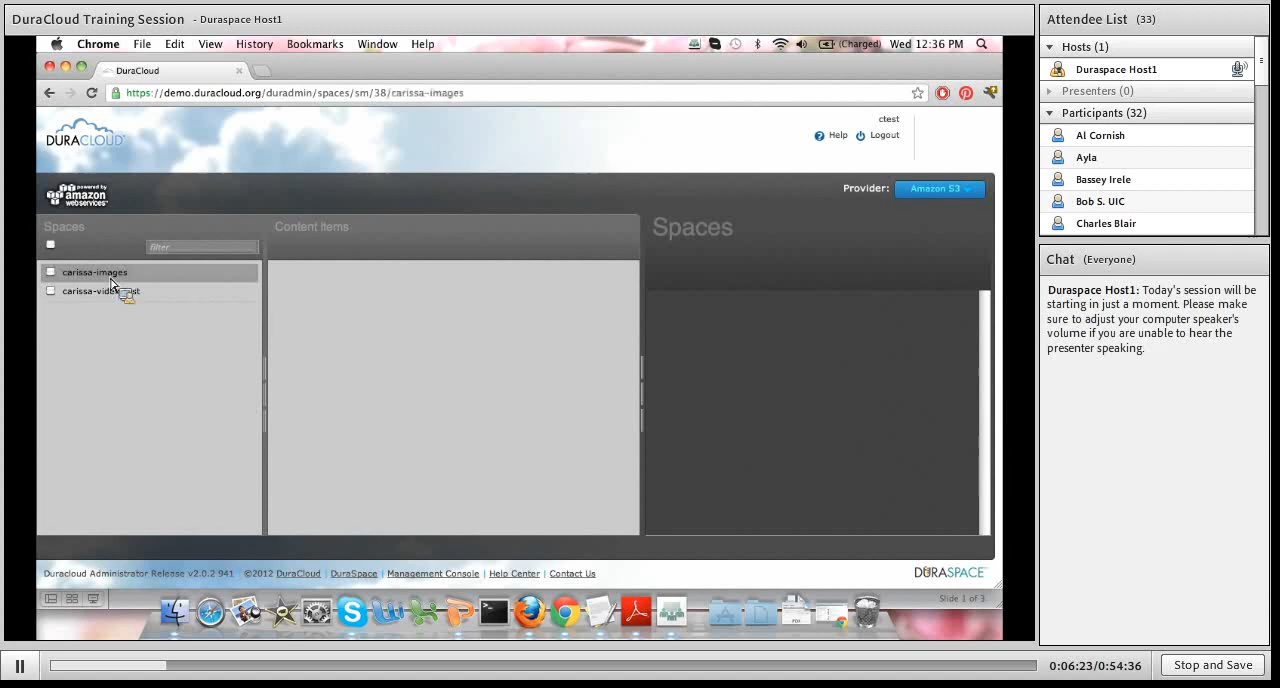 DuraCloud Training Session - Duraspace Host1
Chrome File Edit View History Bookmarks Window Help (Charged) Wed 12:36 PM
DuraCloud
https://demo.duracloud.org/duradmin/spaces/sm/38/carissa-images
DURACLOUD
ctest
Help Logout
powered by
amazon
webservices
Provider: Amazon S3
Spaces
filter
carissa-images
Content Items
Spaces
Duracloud Administrator Release v2.0.2 941 ©2012 DuraCloud | DuraSpace | Management Console | Help Center | Contact Us
DURASPACE
Slide 1 of 3
PDF
Attendee List (33)
Hosts (1)
Duraspace Host1
Presenters (0)
Participants (32)
Al Cornish
Ayla
Bassey Irele
Bob S. UIC
Charles Blair
Chat (Everyone)
Duraspace Host1: Today's session will be
starting in just a moment. Please make
sure to adjust your computer speaker's
volume if you are unable to hear the
presenter speaking.
0:06:23/0:54:36
Stop and Save